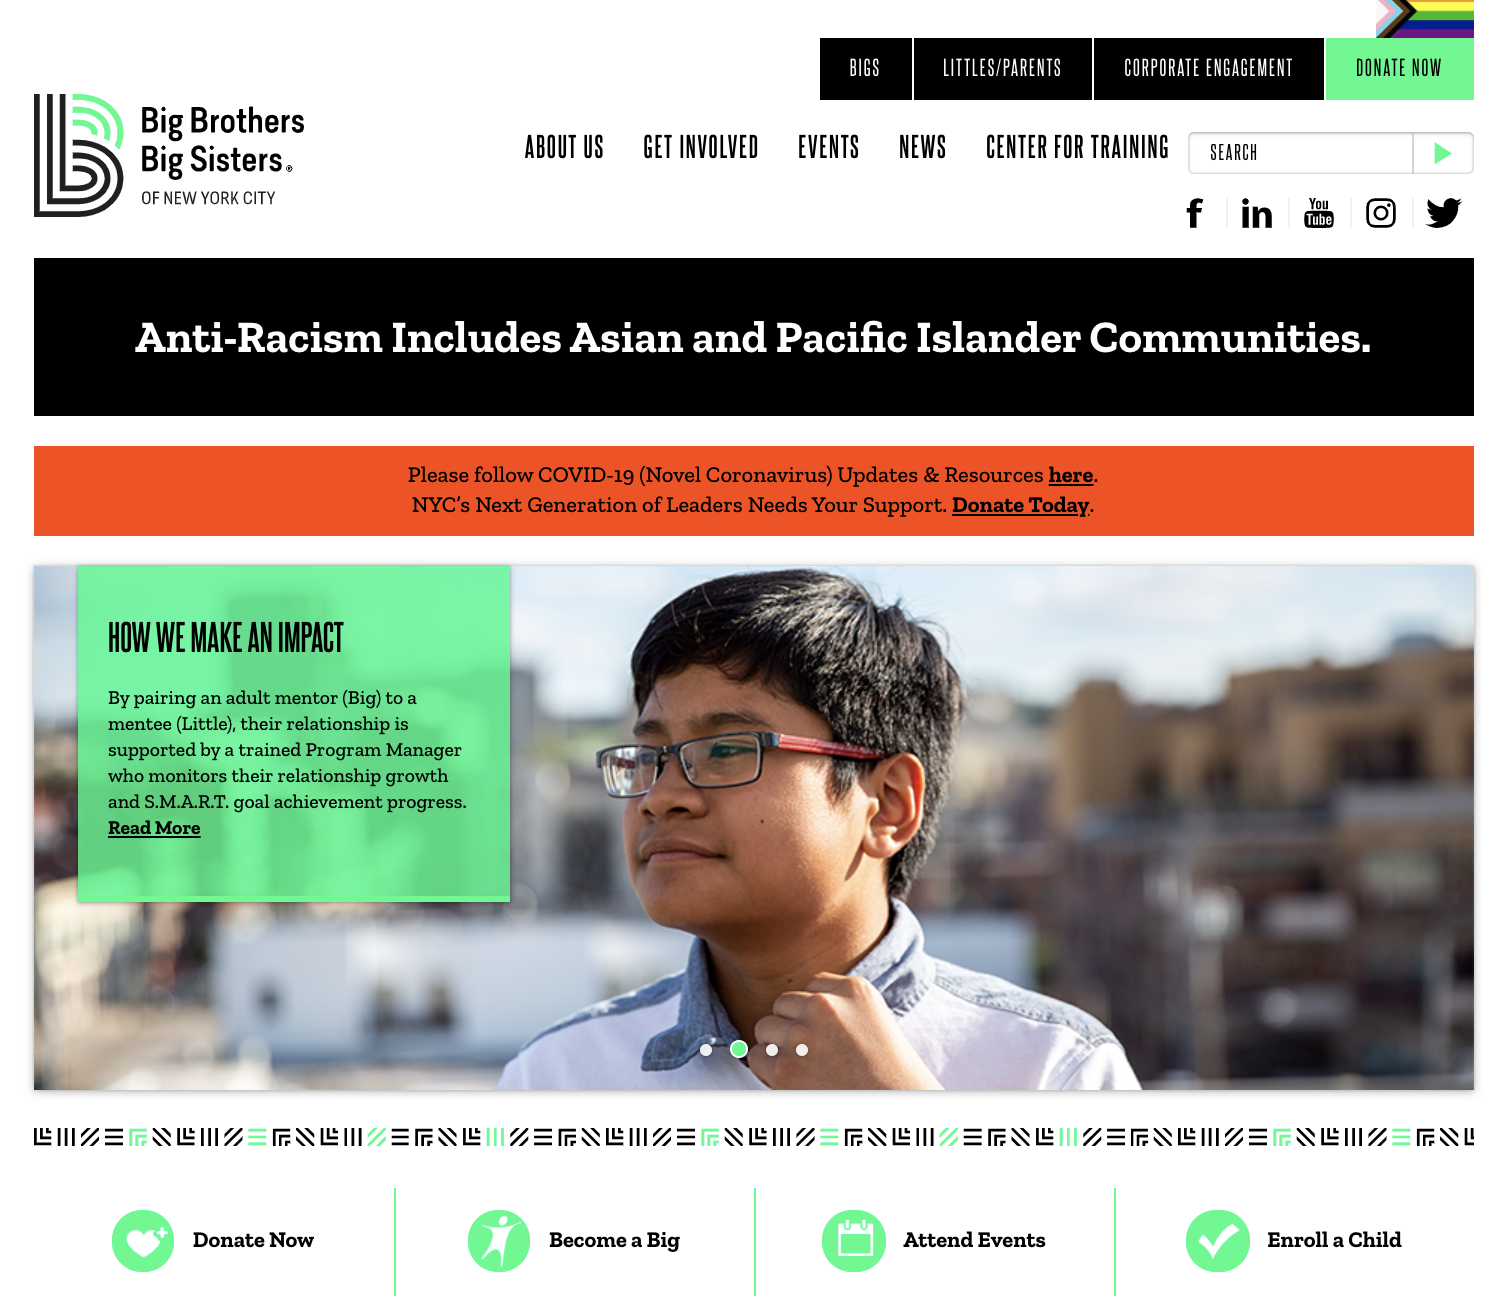 BIGS
LITTLES/PARENTS
CORPORATE ENGAGEMENT
DONATE NOW
Big Brothers
Big Sisters®
OF NEW YORK CITY
ABOUT US
GET INVOLVED
EVENTS
NEWS
CENTER FOR TRAINING
SEARCH
You
Tube
Anti-Racism Includes Asian and Pacific Islander Communities.
Please follow COVID-19 (Novel Coronavirus) Updates & Resources here.
NYC’s Next Generation of Leaders Needs Your Support. Donate Today.
HOW WE MAKE AN IMPACT
By pairing an adult mentor (Big) to a
mentee (Little), their relationship is
supported by a trained Program Manager
who monitors their relationship growth
and S.M.A.R.T. goal achievement progress.
Read More
Donate Now
Become a Big
Attend Events
Enroll a Child